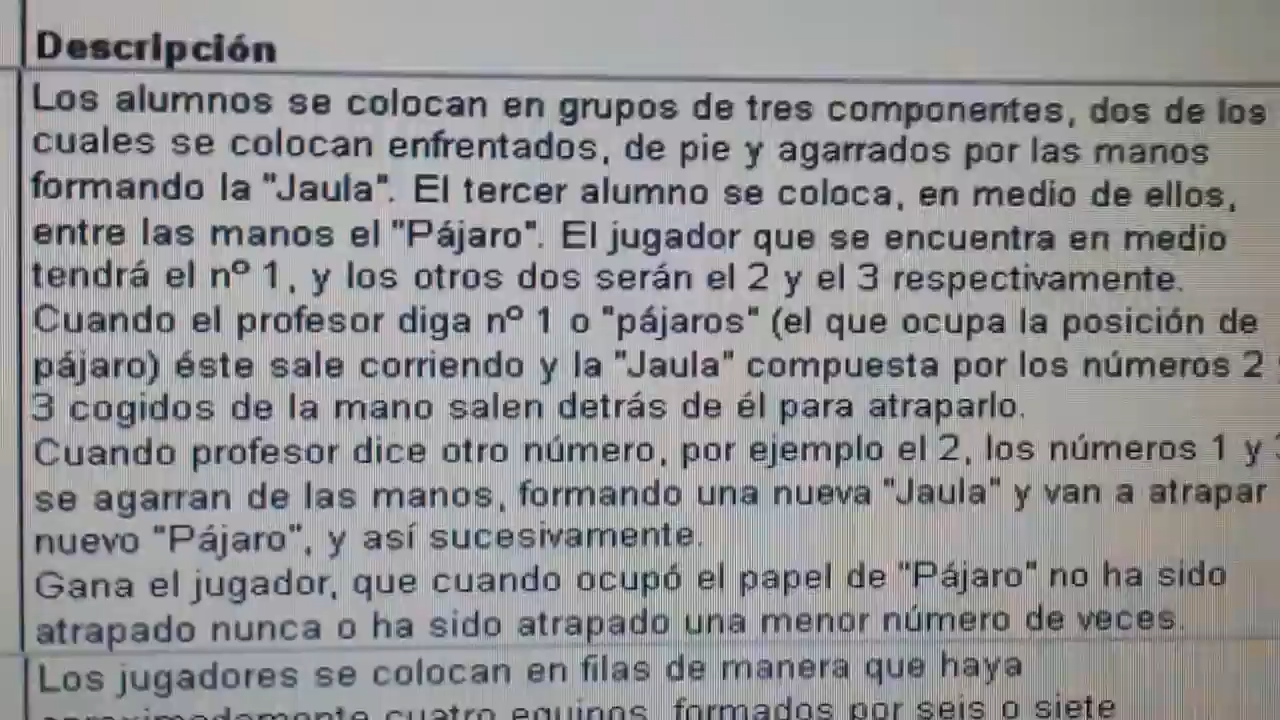 Descripción
Los alumnos se colocan en grupos de tres componentes, dos de los
cuales se colocan enfrentados, de pie y agarrados por las manos
formando la "Jaula". El tercer alumno se coloca, en medio de ellos,
entre las manos el "Pájaro". El jugador que se encuentra en medio
tendrá el nº 1, y los otros dos serán el 2 y el 3 respectivamente.
Cuando el profesor diga nº 1 o "pájaros" (el que ocupa la posición de
pájaro) éste sale corriendo y la "Jaula" compuesta por los números 2
3 cogidos de la mano salen detrás de él para atraparlo.
Cuando profesor dice otro número, por ejemplo el 2, los números 1 y
se agarran de las manos, formando una nueva "Jaula" y van a atrapar
nuevo "Pájaro", y así sucesivamente.
Gana el jugador, que cuando ocupó el papel de "Pájaro" no ha sido
atrapado nunca o ha sido atrapado una menor número de veces.
Los jugadores se colocan en filas de manera que haya
aproximadamente cuatro equipos, formados por seis o siete